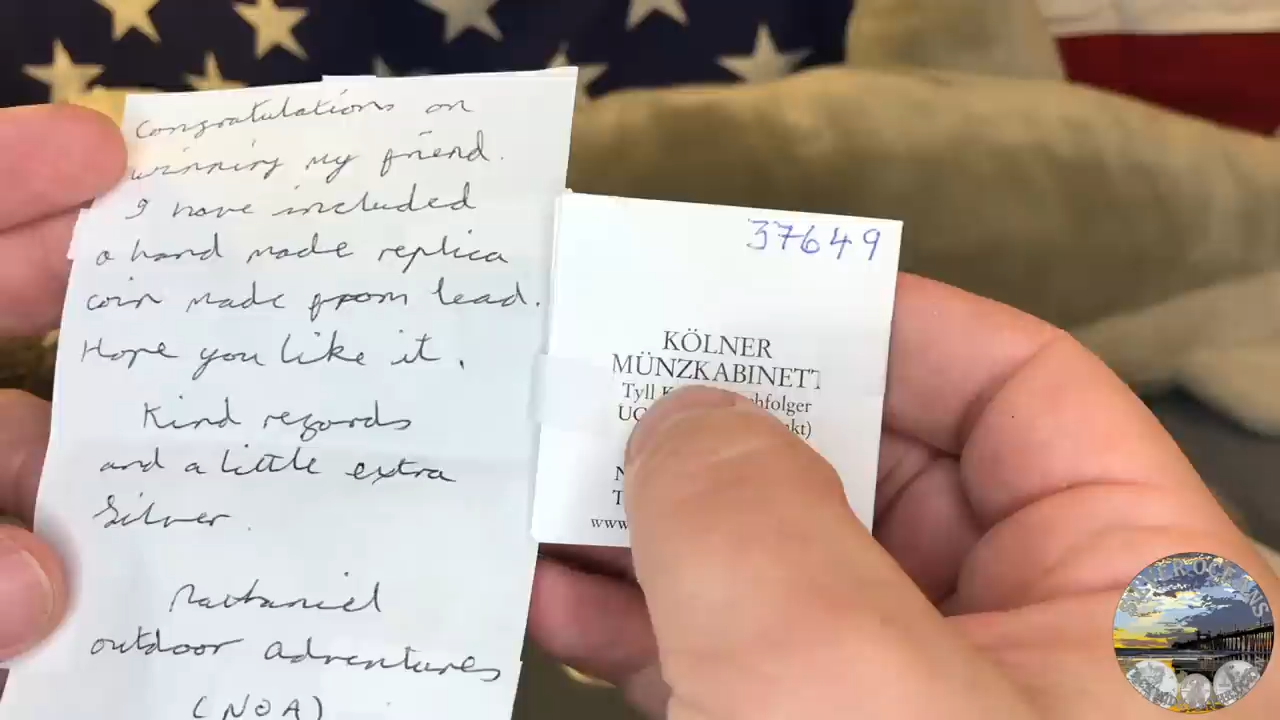 Congratulations on
winning my friend.
I have included
a hand made replica
coin made from lead.
Hope you like it.
Kind regards
and a little extra
Silver.
Nathaniel
outdoor adventures
(NOA)
37649
KÖLNER
MÜNZKABINETT
Tyll
www